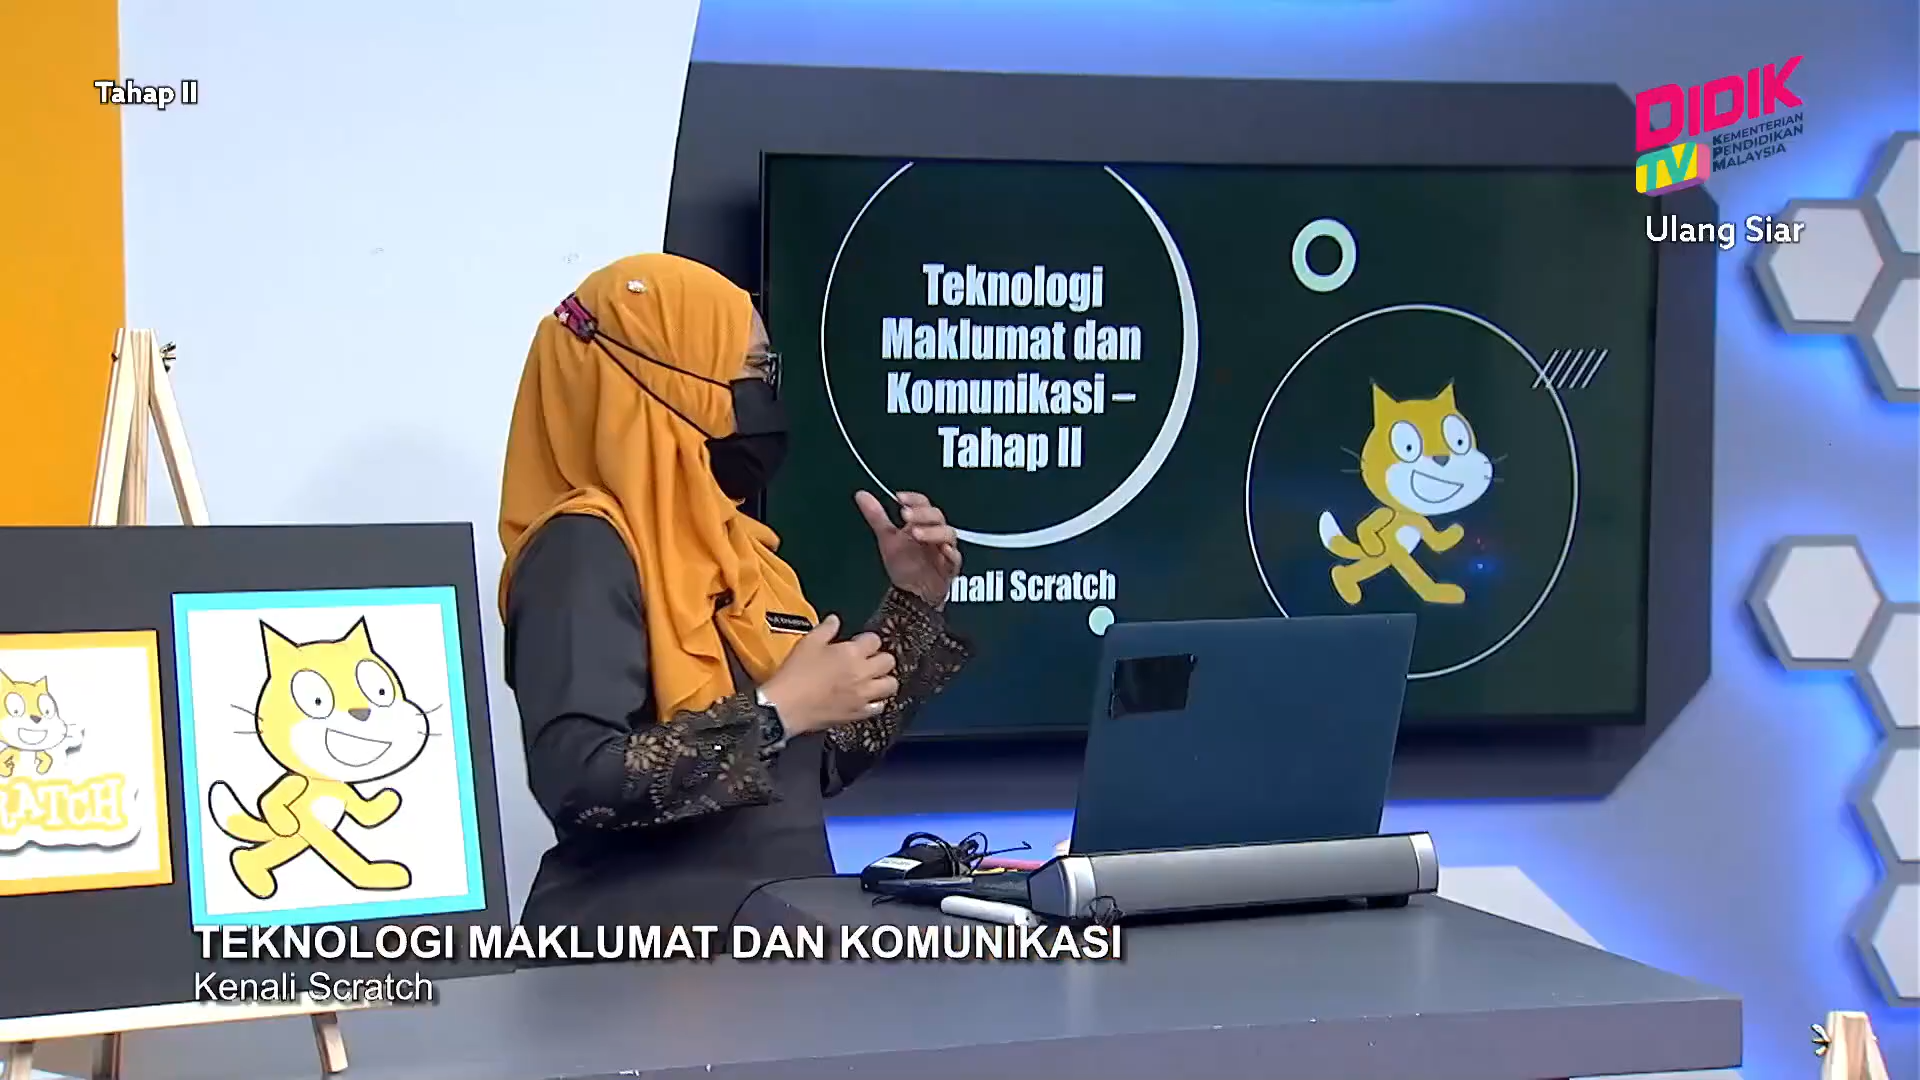 Tahap II
DIDIK
TV
KEMENTERIAN
PENDIDIKAN
MALAYSIA
Ulang Siar
Teknologi
Maklumat dan
Komunikasi –
Tahap II
nali Scratch
RATCH
TEKNOLOGI MAKLUMAT DAN KOMUNIKASI
Kenali Scratch